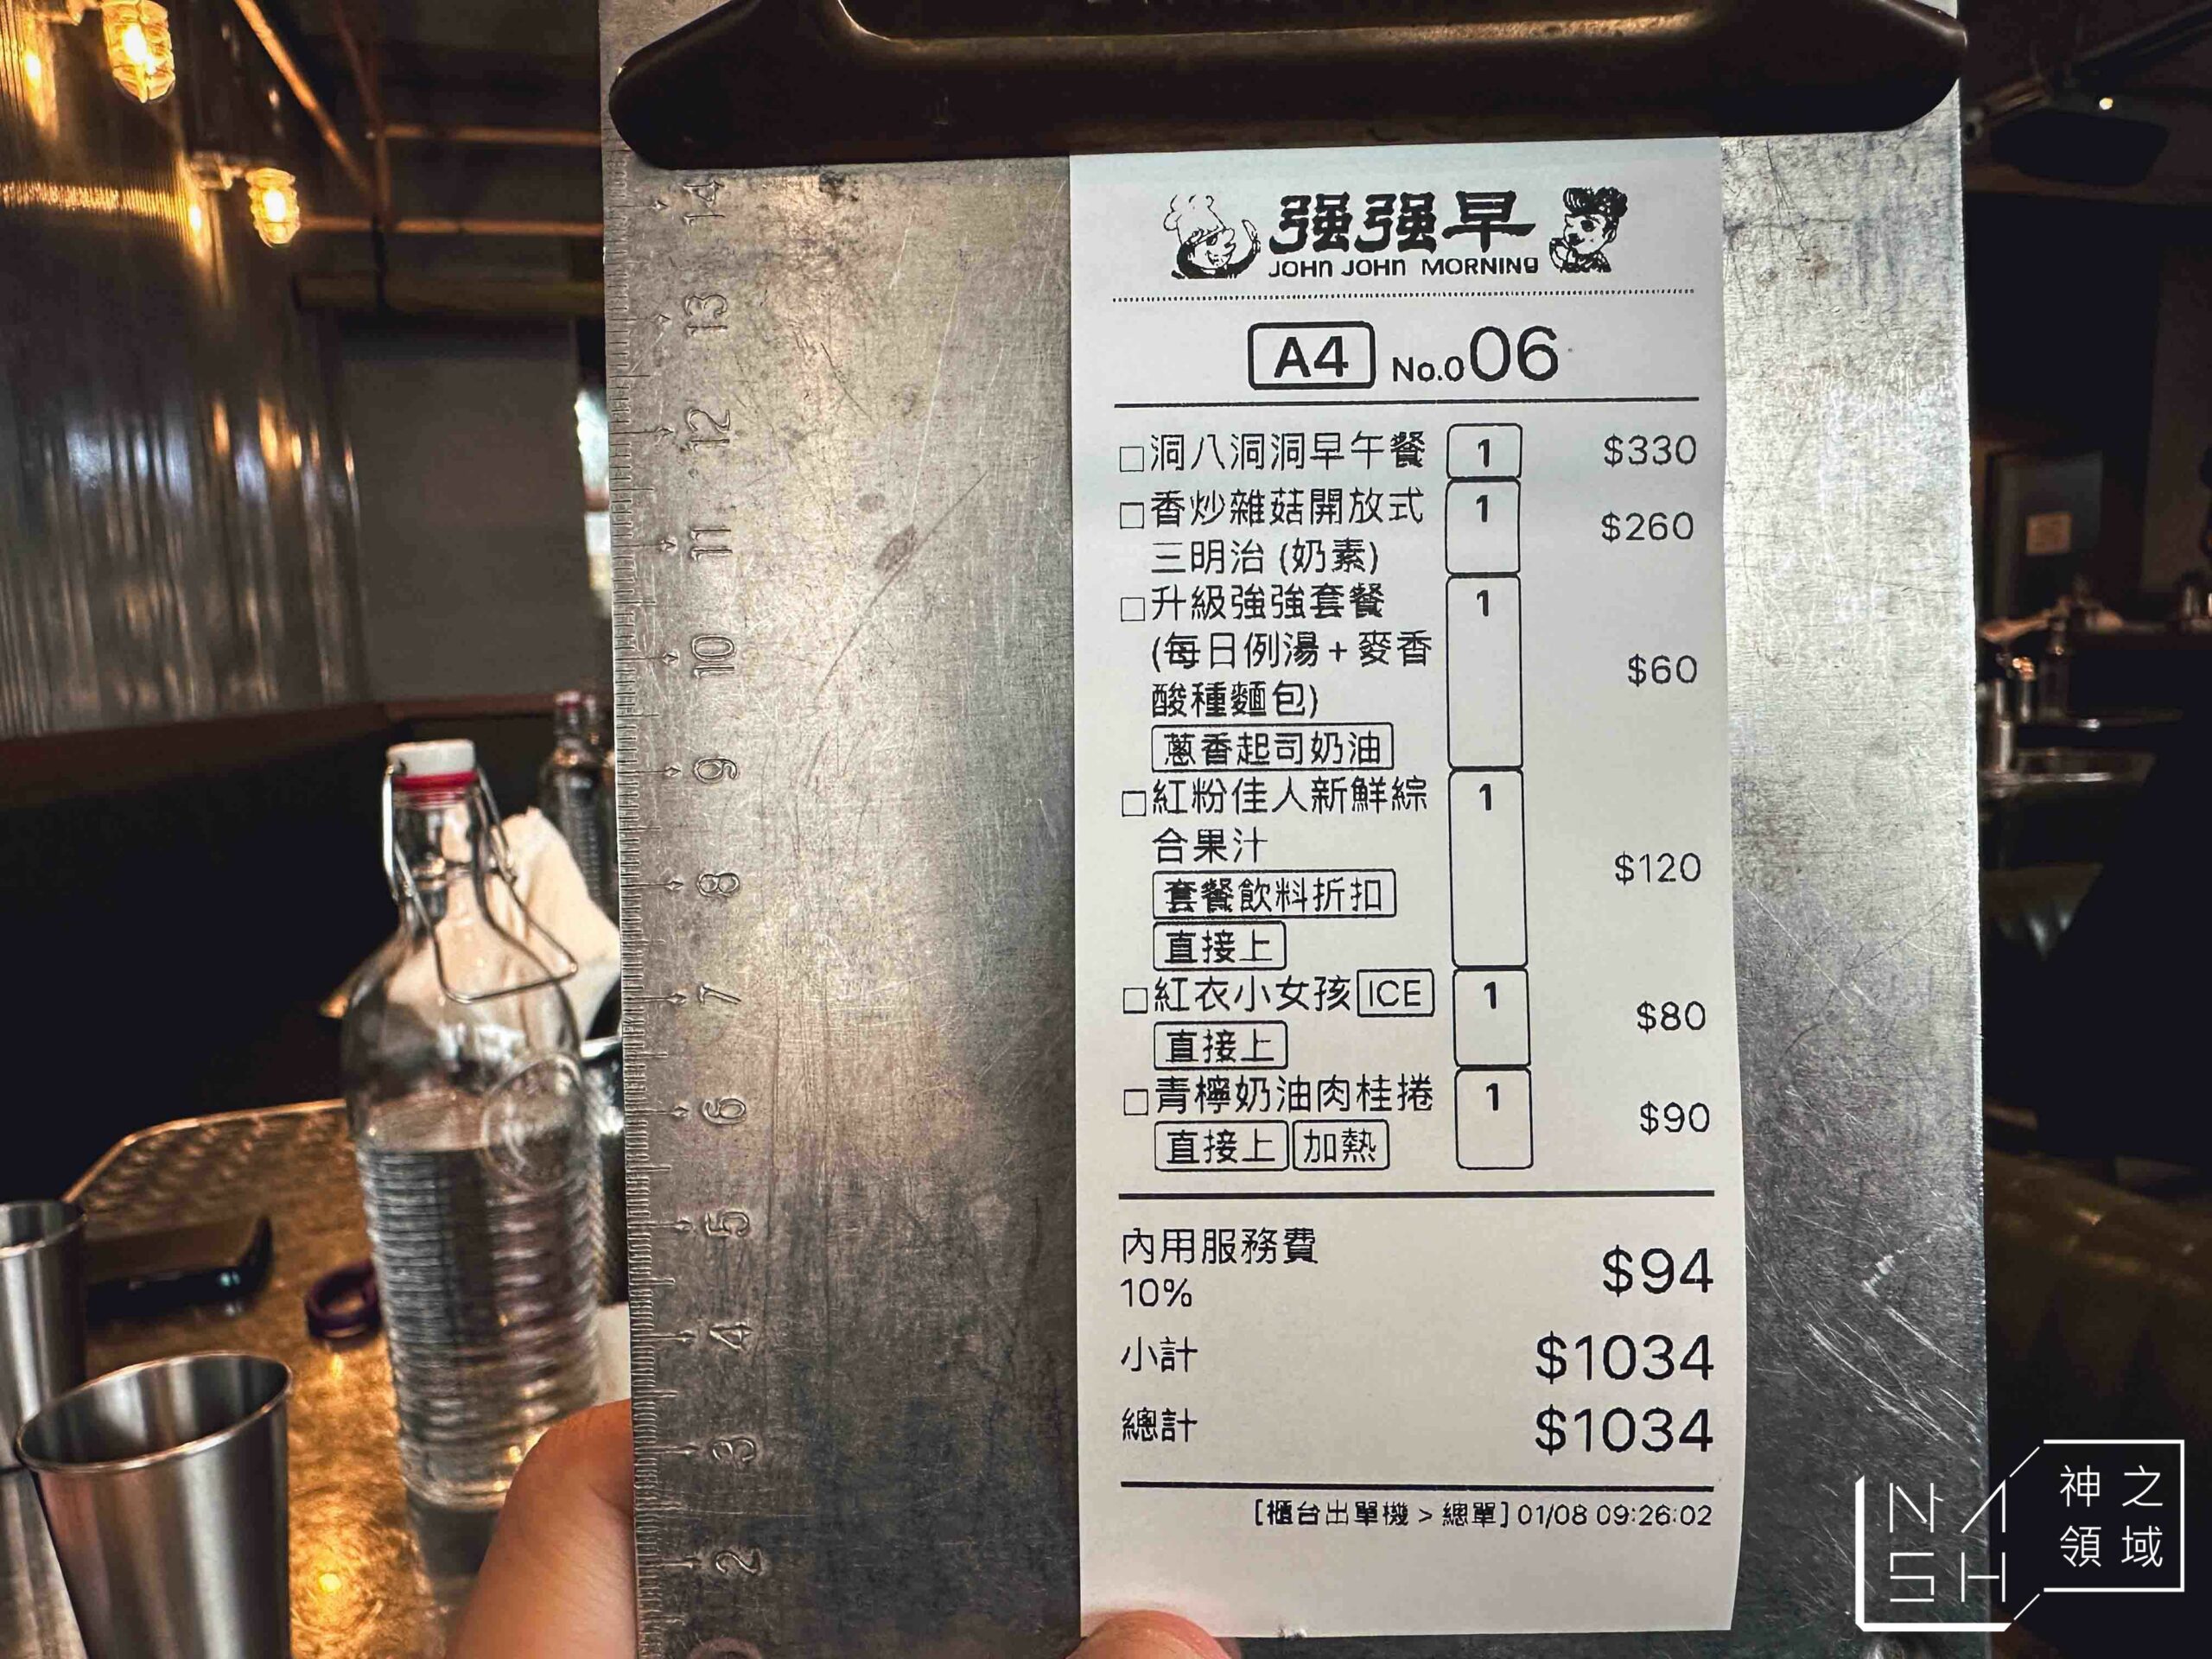 强强早
JOHN JOHN MORNING
A4 No.006
□洞八洞洞早午餐 1 $330
□香炒雜菇開放式 1 $260
三明治 (奶素)
□升級強強套餐 1 $60
(每日例湯+麥香
酸種麵包)
蔥香起司奶油
□紅粉佳人新鮮綜 1 $120
合果汁
套餐飲料折扣
直接上
□紅衣小女孩 ICE 1 $80
直接上
□青檸奶油肉桂捲 1 $90
直接上 加熱
內用服務費 $94
10%
小計 $1034
總計 $1034
[櫃台出單機 > 總單] 01/08 09:26:02
14
13
12
11
10
9
8
7
6
5
4
3
2
NASH
神之
領域